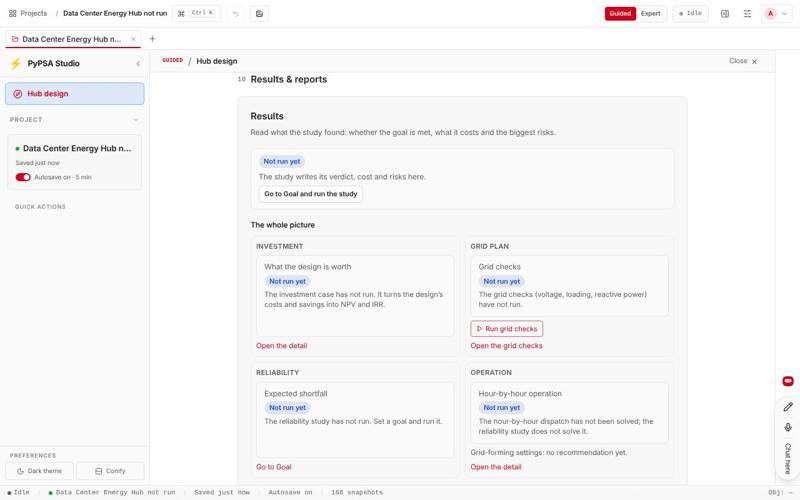 Projects / Data Center Energy Hub not run ⌘ Ctrl K Guided Expert Idle A
Data Center Energy Hub n... × +
⚡ PyPSA Studio
GUIDED / Hub design Close ×
Hub design
PROJECT
Data Center Energy Hub n...
Saved just now
Autosave on · 5 min
QUICK ACTIONS
10 Results & reports
Results
Read what the study found: whether the goal is met, what it costs and the biggest risks.
Not run yet
The study writes its verdict, cost and risks here.
Go to Goal and run the study
The whole picture
INVESTMENT
What the design is worth
Not run yet
The investment case has not run. It turns the design's
costs and savings into NPV and IRR.
Open the detail
GRID PLAN
Grid checks
Not run yet
The grid checks (voltage, loading, reactive power)
have not run.
Run grid checks
Open the grid checks
RELIABILITY
Expected shortfall
Not run yet
The reliability study has not run. Set a goal and run it.
Go to Goal
OPERATION
Hour-by-hour operation
Not run yet
The hour-by-hour dispatch has not been solved; the
reliability study does not solve it.
Grid-forming settings: no recommendation yet.
Open the detail
Chat here
PREFERENCES
Dark theme Comfy
Idle Data Center Energy Hub not run Saved just now Autosave on 168 snapshots Obj: —